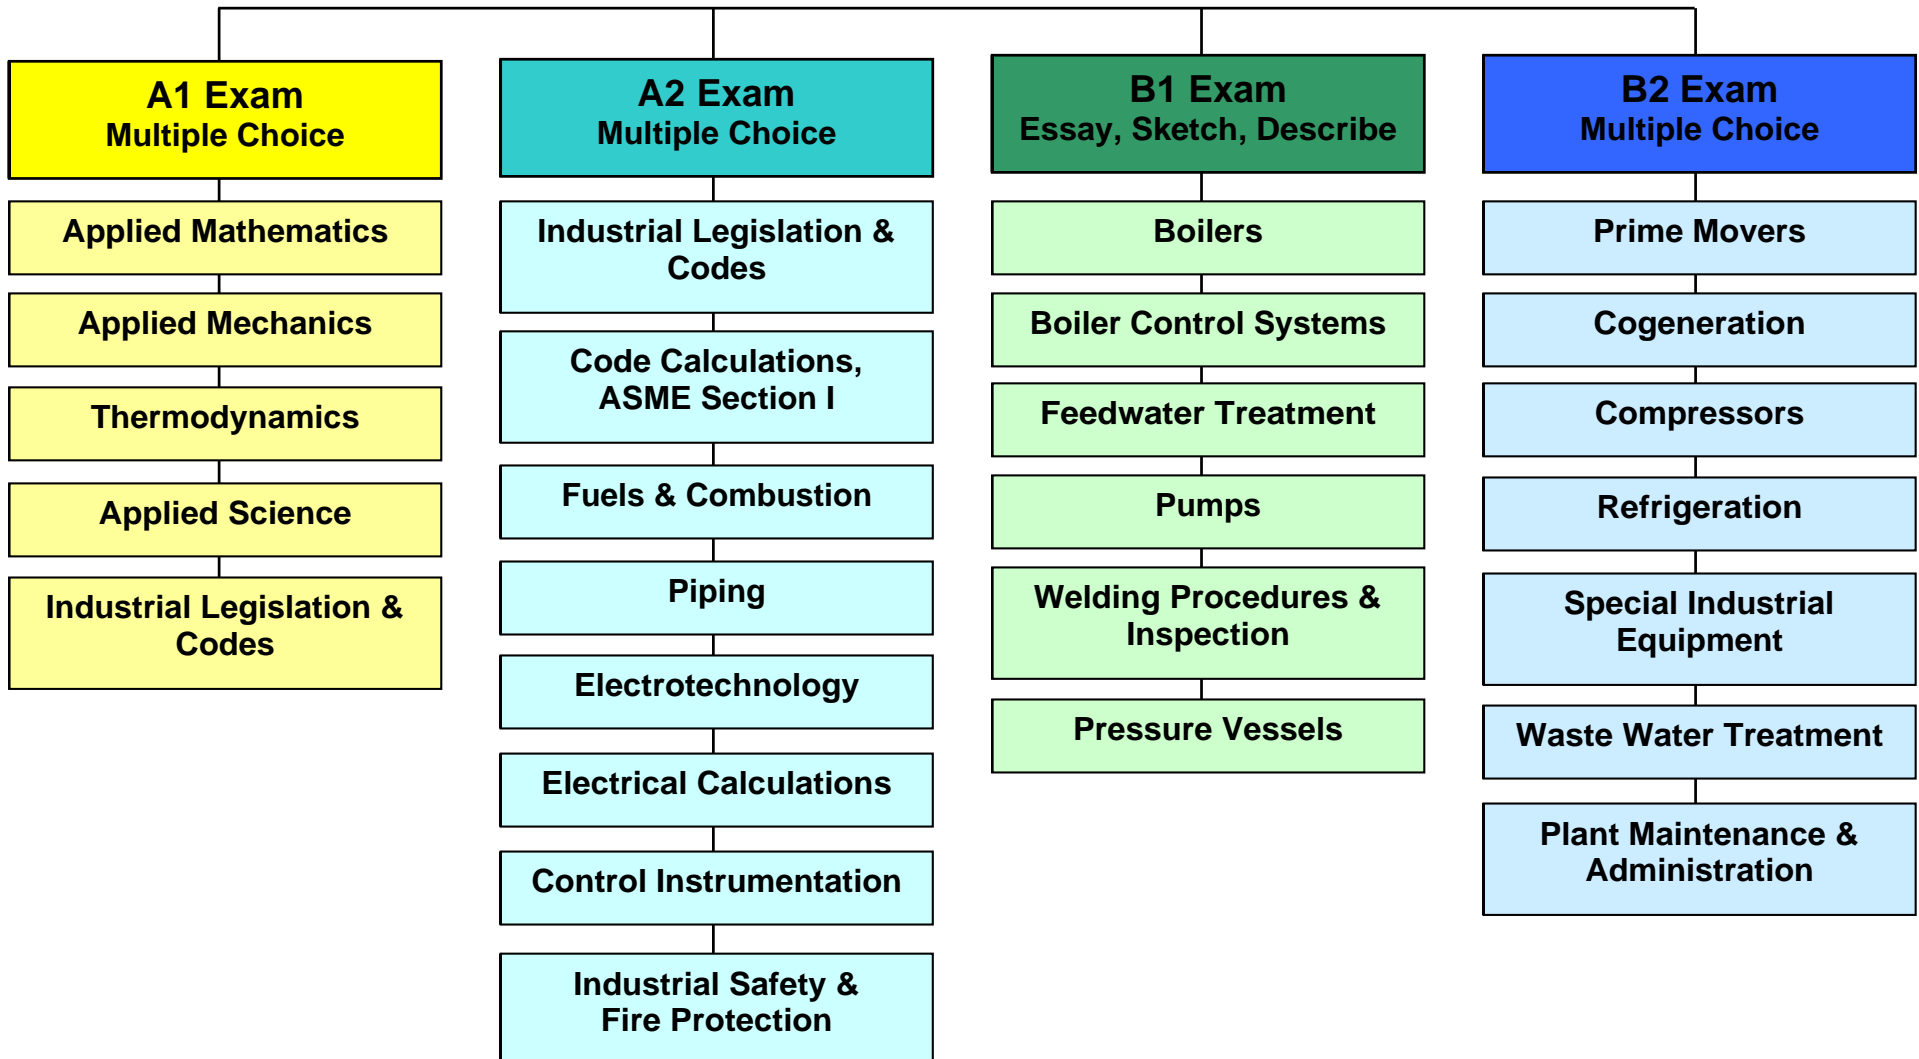 A1 Exam
Multiple Choice
Applied Mathematics
Applied Mechanics
Thermodynamics
Applied Science
Industrial Legislation &
Codes
A2 Exam
Multiple Choice
Industrial Legislation &
Codes
Code Calculations,
ASME Section I
Fuels & Combustion
Piping
Electrotechnology
Electrical Calculations
Control Instrumentation
Industrial Safety &
Fire Protection
B1 Exam
Essay, Sketch, Describe
Boilers
Boiler Control Systems
Feedwater Treatment
Pumps
Welding Procedures &
Inspection
Pressure Vessels
B2 Exam
Multiple Choice
Prime Movers
Cogeneration
Compressors
Refrigeration
Special Industrial
Equipment
Waste Water Treatment
Plant Maintenance &
Administration